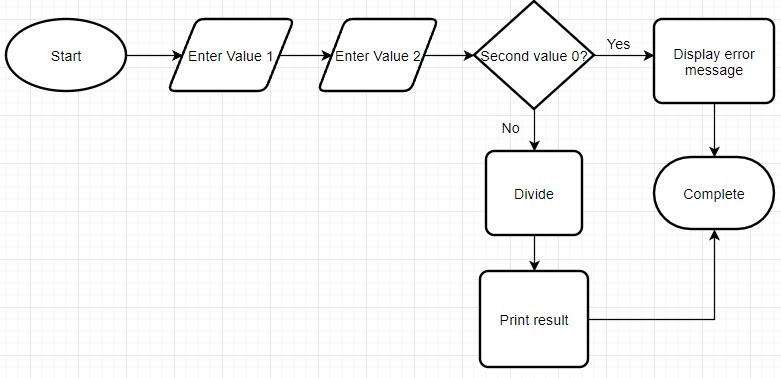 Start
Enter Value 1
Enter Value 2
Second value 0?
Yes
Display error
message
No
Divide
Complete
Print result